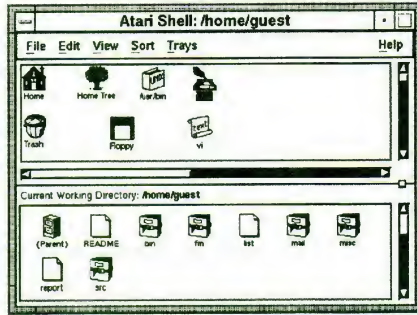 Atari Shell: /home/guest
File Edit View Sort Trays Help
Home Home Tree /usr/bin
Trash Floppy vi
Current Working Directory: /home/guest
(Parent) README bin fm list mail misc
report src